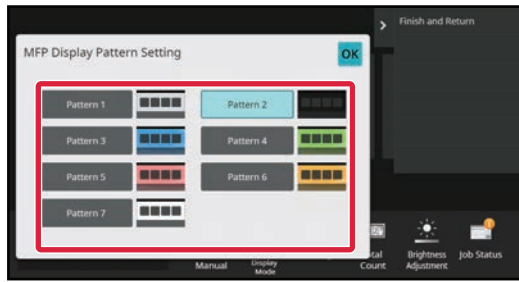 Finish and Return
MFP Display Pattern Setting
OK
Pattern 1
Pattern 2
Pattern 3
Pattern 4
Pattern 5
Pattern 6
Pattern 7
Manual
Display
Mode
Count
Brightness
Adjustment
Job Status